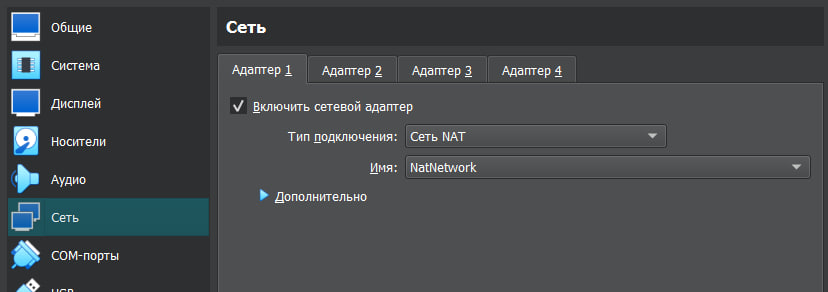 Общие
Система
Дисплей
Носители
Аудио
Сеть
COM-порты
USB
Сеть
Адаптер 1
Адаптер 2
Адаптер 3
Адаптер 4
Включить сетевой адаптер
Тип подключения: Сеть NAT
Имя: NatNetwork
Дополнительно